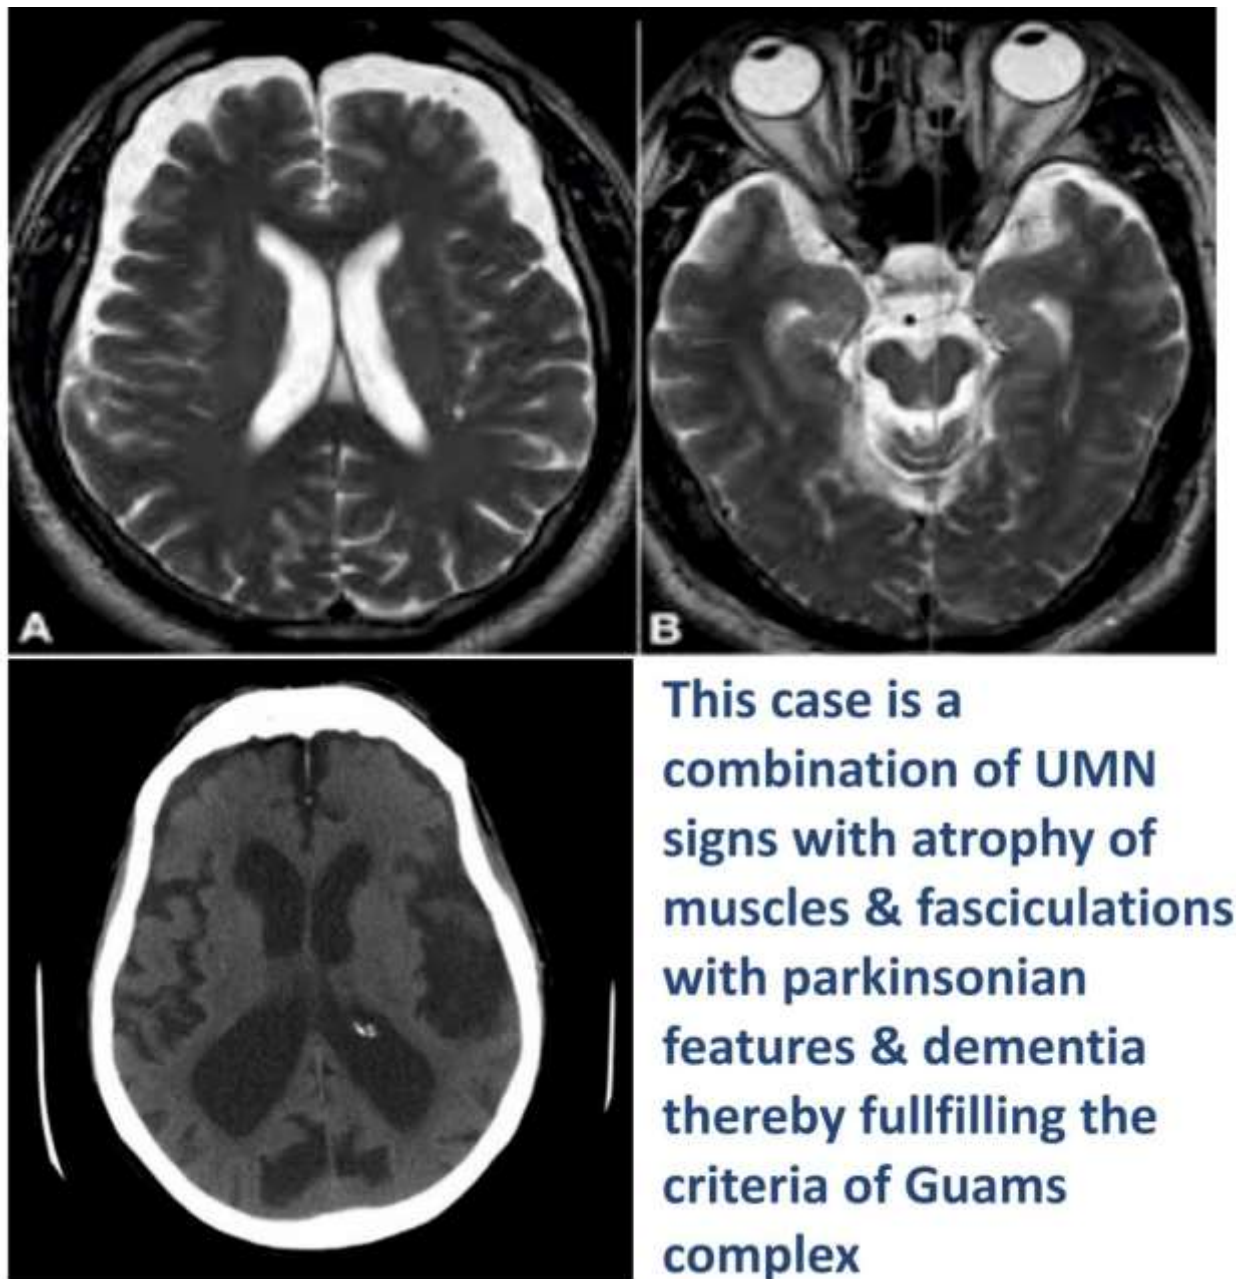 A
B
This case is a
combination of UMN
signs with atrophy of
muscles & fasciculations
with parkinsonian
features & dementia
thereby fullfilling the
criteria of Guams
complex